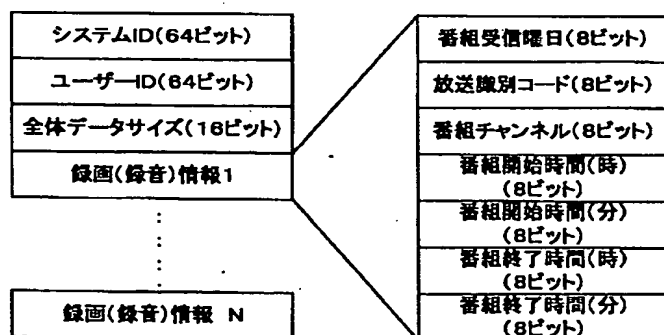 システムID(64ビット)
ユーザーID(64ビット)
全体データサイズ(16ビット)
録画(録音)情報1
録画(録音)情報 N
番組受信曜日(8ビット)
放送識別コード(8ビット)
番組チャンネル(8ビット)
番組開始時間(時)
(8ビット)
番組開始時間(分)
(8ビット)
番組終了時間(時)
(8ビット)
番組終了時間(分)
(8ビット)